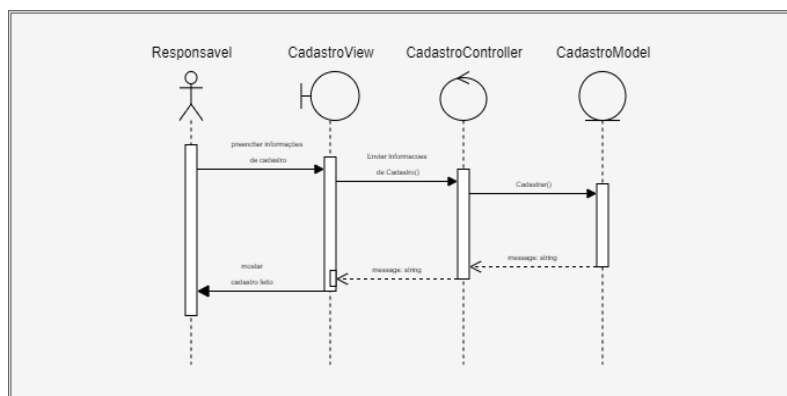 Responsavel
CadastroView
CadastroController
CadastroModel
preencher informações
de cadastro
Enviar Informacoes
de Cadastro()
Cadastrar()
message: string
message: string
mostar
cadastro feito